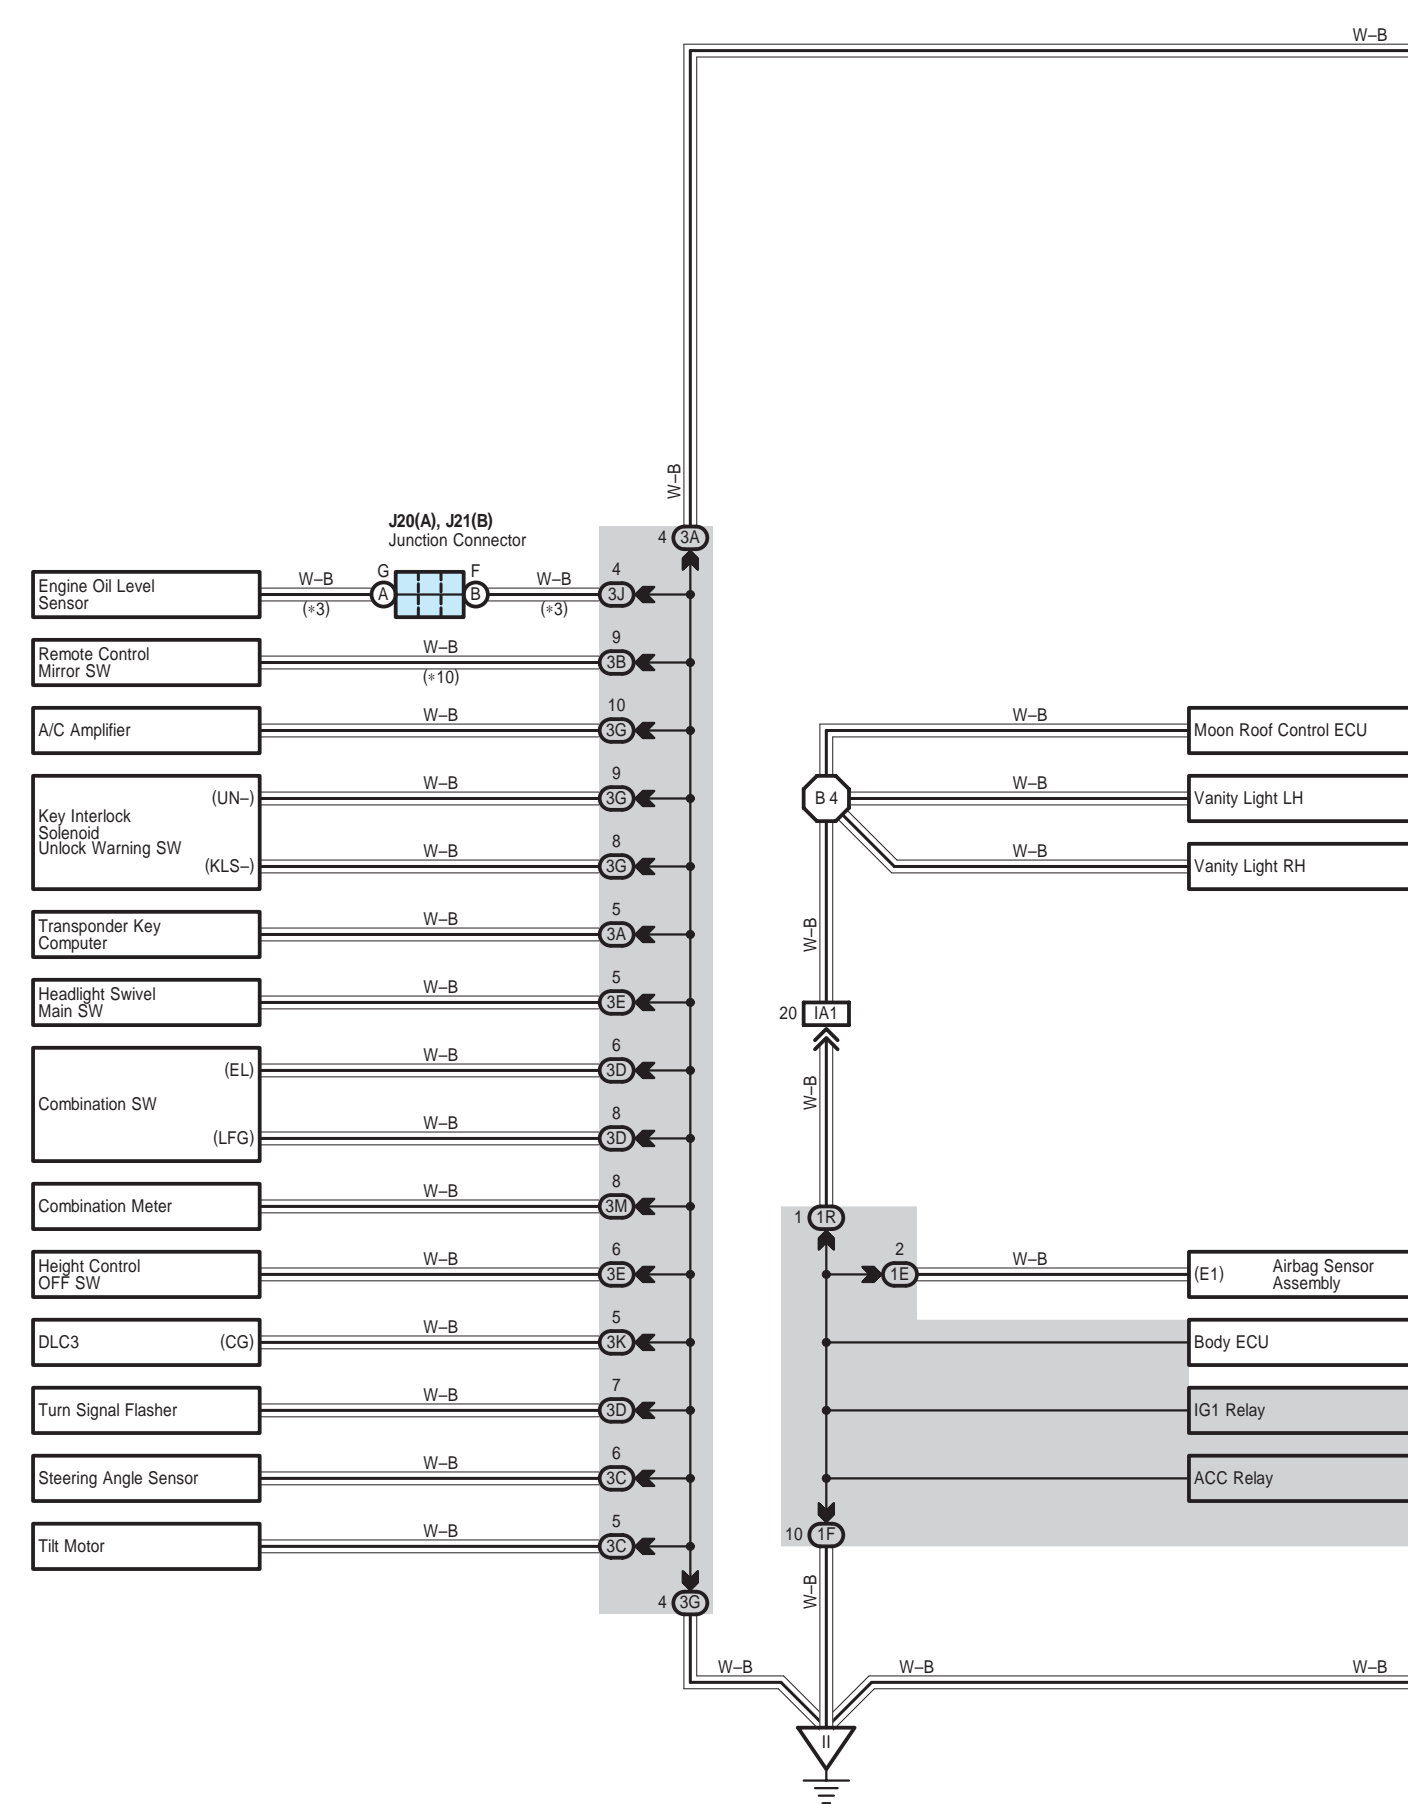 W–B
W–B
J20(A), J21(B)
Junction Connector
4 3A
Engine Oil Level
Sensor
W–B
(∗3)
G
A
F
B
W–B
(∗3)
4
3J
Remote Control
Mirror SW
W–B
(∗10)
9
3B
A/C Amplifier
W–B
10
3G
Key Interlock
Solenoid
Unlock Warning SW
(UN–)
W–B
9
3G
(KLS–)
W–B
8
3G
Transponder Key
Computer
W–B
5
3A
Headlight Swivel
Main SW
W–B
5
3E
Combination SW
(EL)
W–B
6
3D
(LFG)
W–B
8
3D
Combination Meter
W–B
8
3M
Height Control
OFF SW
W–B
6
3E
DLC3 (CG)
W–B
5
3K
Turn Signal Flasher
W–B
7
3D
Steering Angle Sensor
W–B
6
3C
Tilt Motor
W–B
5
3C
4 3G
W–B
W–B
Moon Roof Control ECU
B 4
W–B
Vanity Light LH
W–B
Vanity Light RH
W–B
20 IA1
W–B
1 1R
2
1E
W–B
(E1) Airbag Sensor
Assembly
Body ECU
IG1 Relay
ACC Relay
10 1F
W–B
W–B
W–B
II